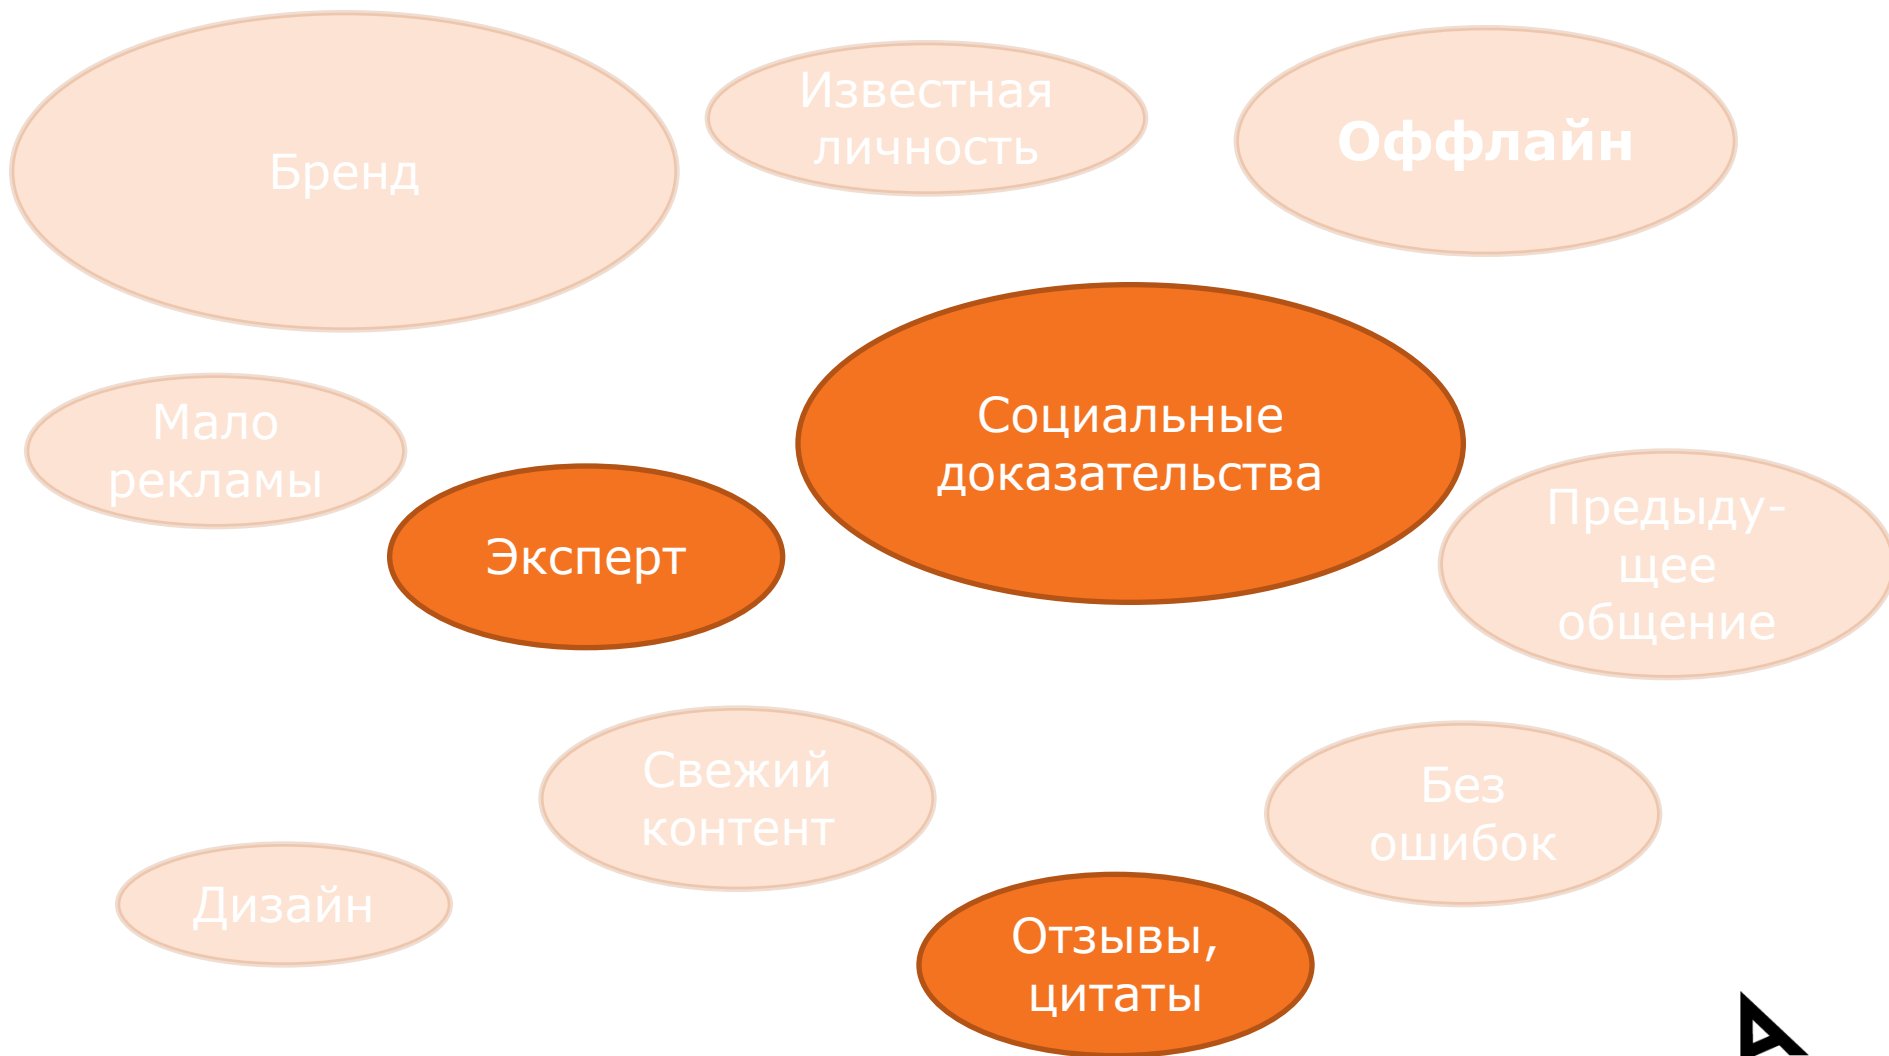 Бренд
Известная
личность
Оффлайн
Социальные
доказательства
Мало
рекламы
Эксперт
Предыду-
щее
общение
Свежий
контент
Без
ошибок
Дизайн
Отзывы,
цитаты